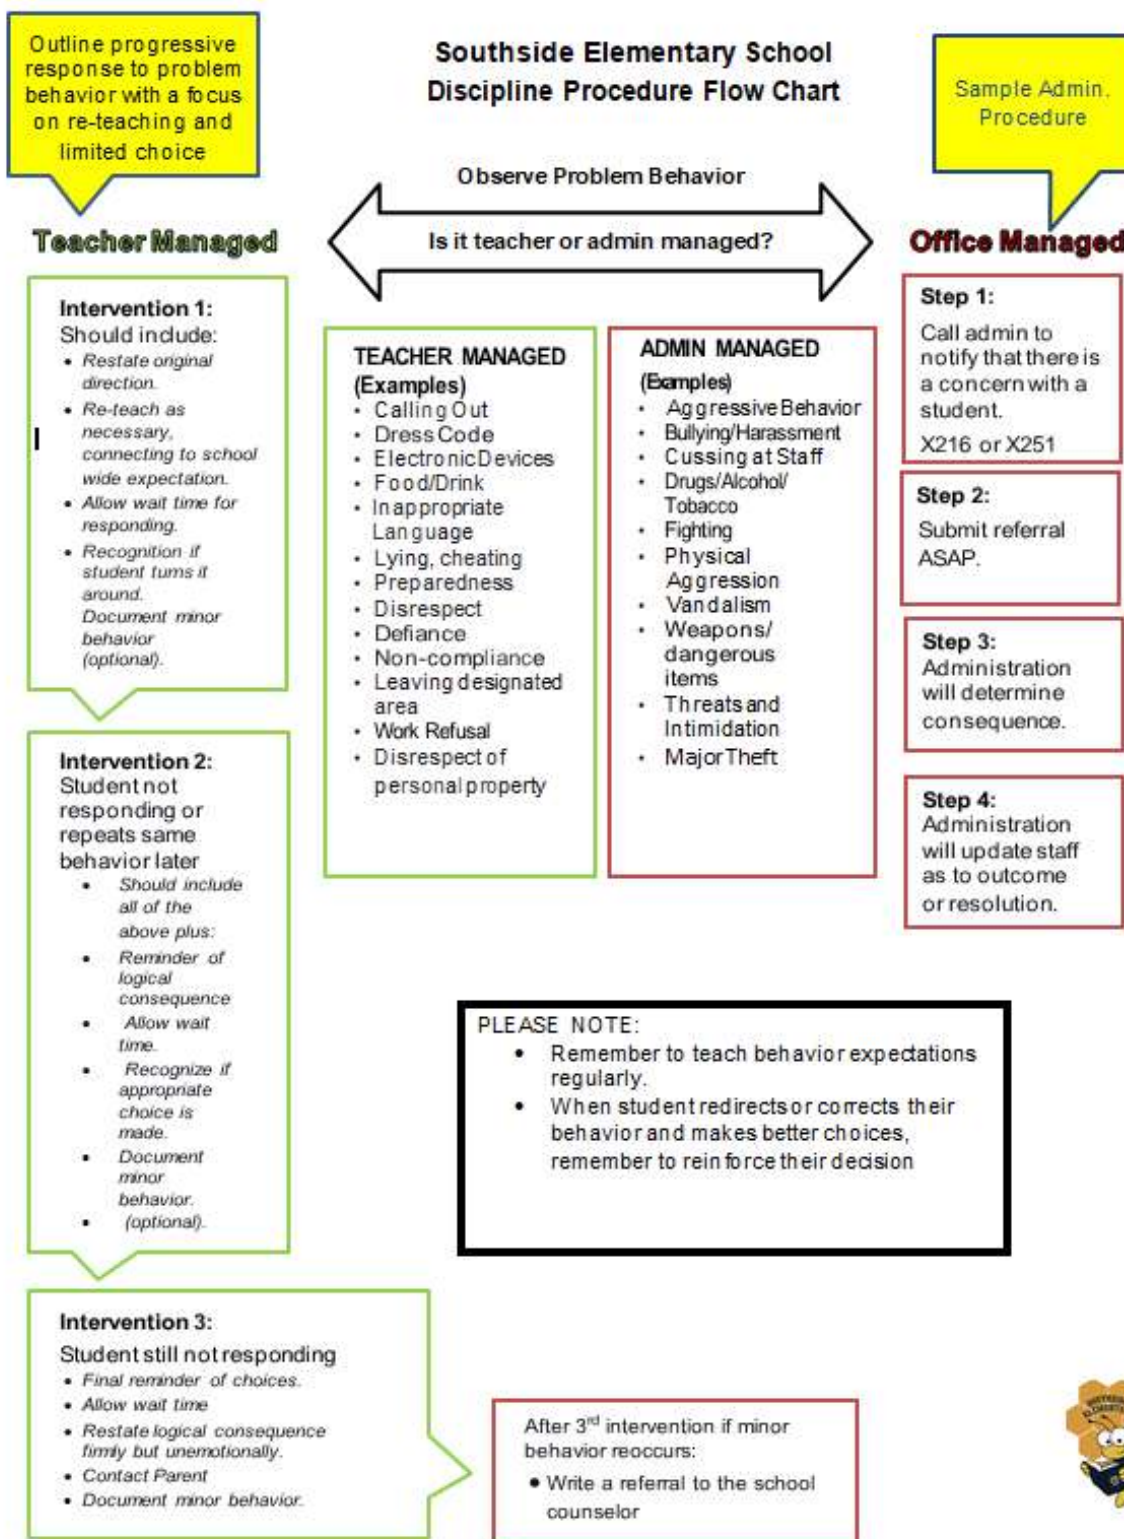 Outline progressive
response to problem
behavior with a focus
on re-teaching and
limited choice
Southside Elementary School
Discipline Procedure Flow Chart
Sample Admin.
Procedure
Observe Problem Behavior
Is it teacher or admin managed?
Teacher Managed
Office Managed
Intervention 1:
Should include:
• Restate original
direction.
• Re-teach as
necessary,
connecting to school
wide expectation.
• Allow wait time for
responding.
• Recognition if
student turns it
around.
Document minor
behavior
(optional).
Intervention 2:
Student not
responding or
repeats same
behavior later
• Should include
all of the
above plus:
• Reminder of
logical
consequence
• Allow wait
time.
• Recognize if
appropriate
choice is
made.
• Document
minor
behavior.
• (optional).
Intervention 3:
Student still not responding
• Final reminder of choices.
• Allow wait time
• Restate logical consequence
firmly but unemotionally.
• Contact Parent
• Document minor behavior.
TEACHER MANAGED
(Examples)
• Calling Out
• Dress Code
• Electronic Devices
• Food/Drink
• Inappropriate
Language
• Lying, cheating
• Preparedness
• Disrespect
• Defiance
• Non-compliance
• Leaving designated
area
• Work Refusal
• Disrespect of
personal property
ADMIN MANAGED
(Examples)
• Aggressive Behavior
• Bullying/Harassment
• Cussing at Staff
• Drugs/Alcohol/
Tobacco
• Fighting
• Physical
Aggression
• Vandalism
• Weapons/
dangerous
items
• Threats and
Intimidation
• Major Theft
Step 1:
Call admin to
notify that there is
a concern with a
student.
X216 or X251
Step 2:
Submit referral
ASAP.
Step 3:
Administration
will determine
consequence.
Step 4:
Administration
will update staff
as to outcome
or resolution.
PLEASE NOTE:
• Remember to teach behavior expectations
regularly.
• When student redirects or corrects their
behavior and makes better choices,
remember to reinforce their decision
After 3rd intervention if minor
behavior reoccurs:
• Write a referral to the school
counselor